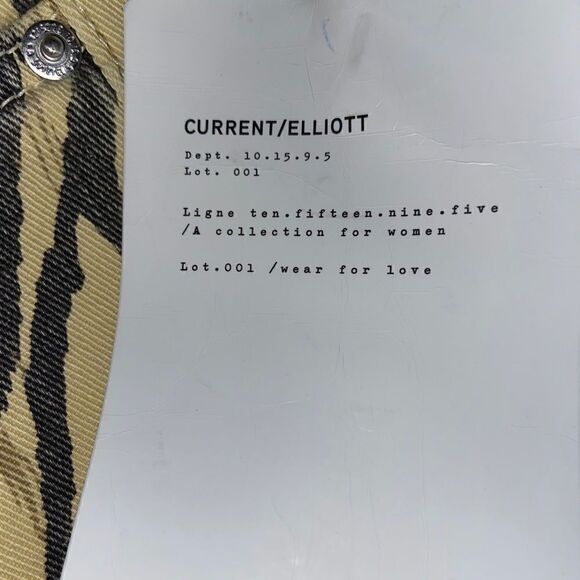 CURRENT/ELLIOTT
Dept. 10.15.9.5
Lot. 001
Ligne ten.fifteen.nine.five
/A collection for women
Lot.001 /wear for love